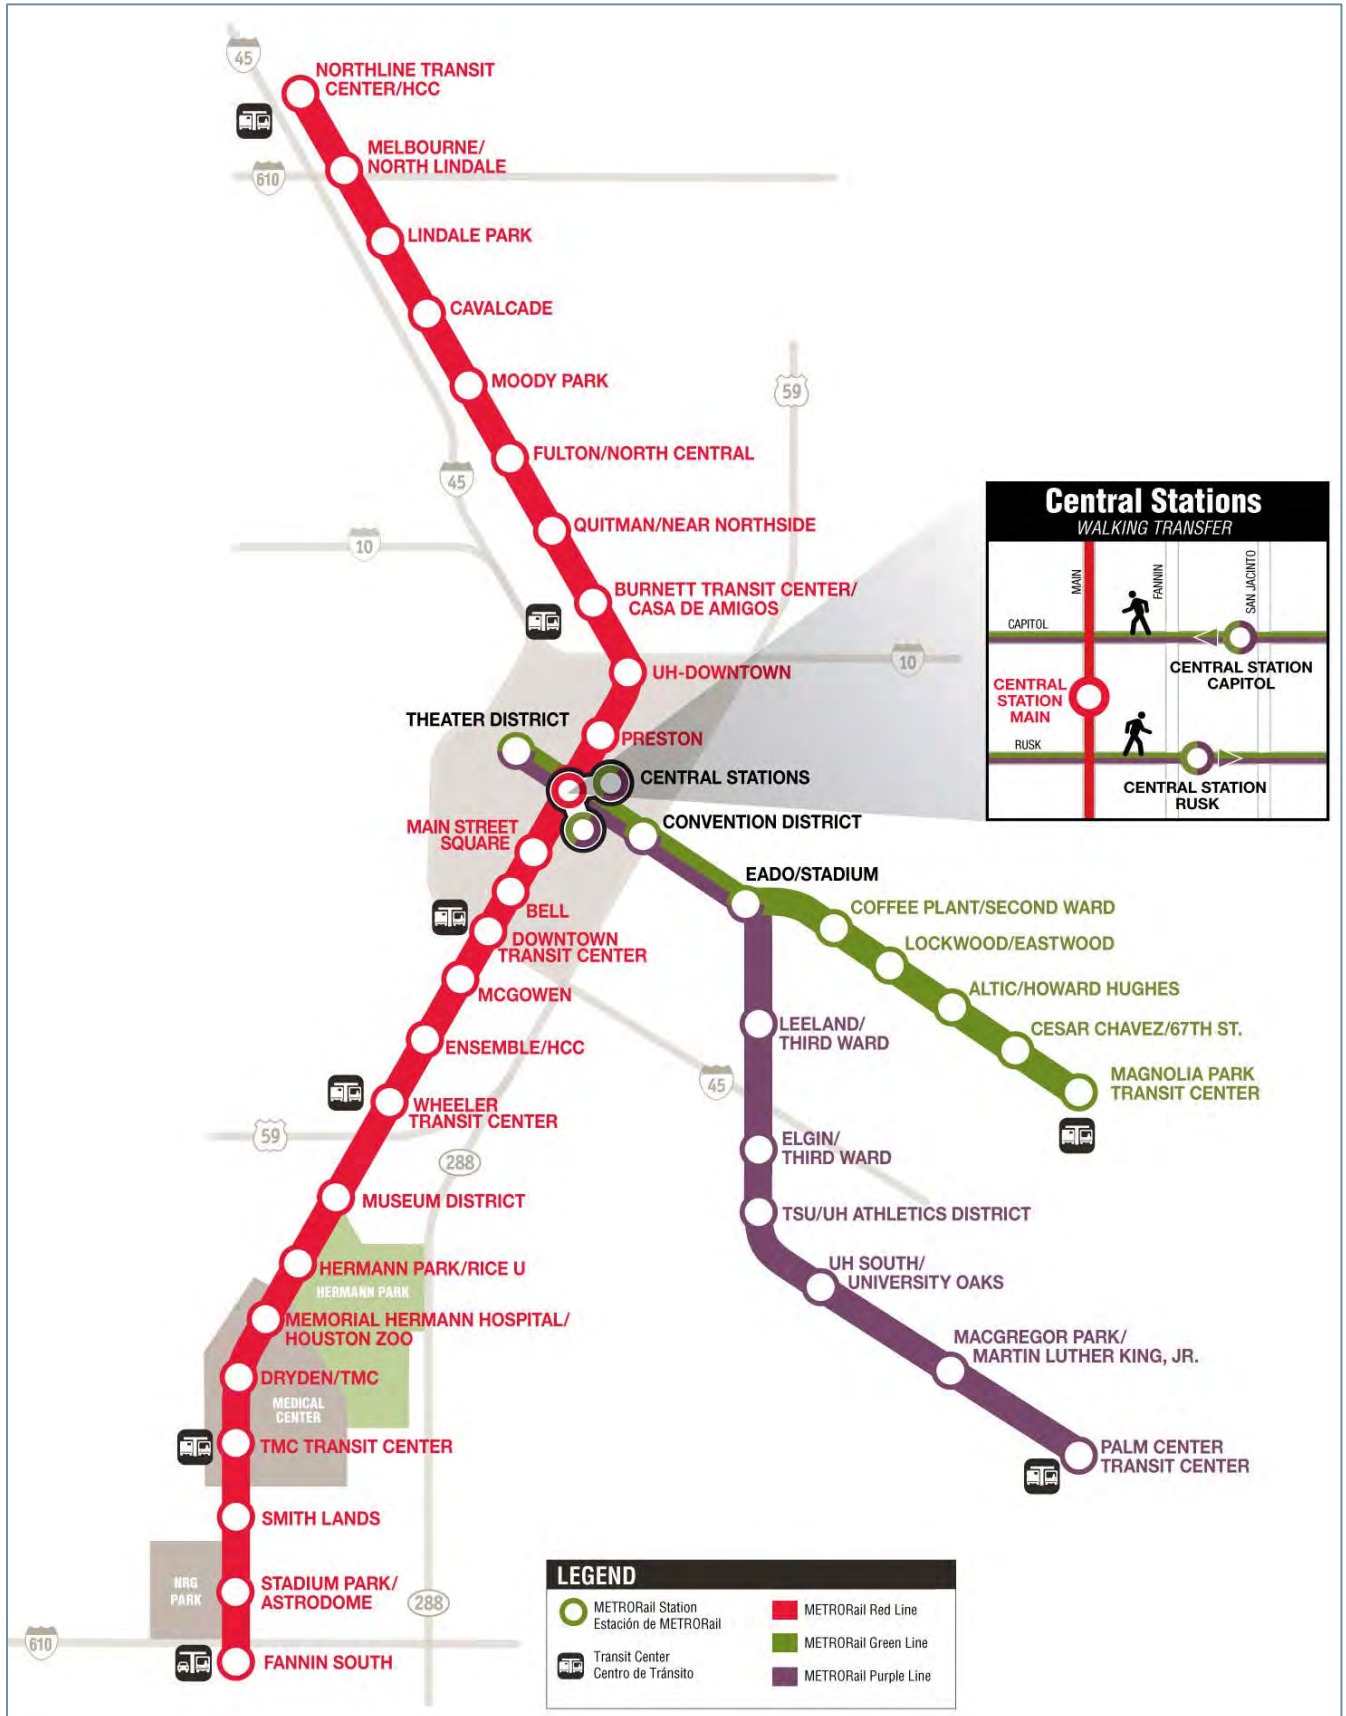 45
NORTHLINE TRANSIT
CENTER/HCC
MELBOURNE/
NORTH LINDALE
610
LINDALE PARK
CAVALCADE
MOODY PARK
59
FULTON/NORTH CENTRAL
45
QUITMAN/NEAR NORTHSIDE
10
BURNETT TRANSIT CENTER/
CASA DE AMIGOS
10
UH-DOWNTOWN
THEATER DISTRICT
PRESTON
CENTRAL STATIONS
MAIN STREET
SQUARE
CONVENTION DISTRICT
EADO/STADIUM
BELL
COFFEE PLANT/SECOND WARD
DOWNTOWN
TRANSIT CENTER
LOCKWOOD/EASTWOOD
MCGOWEN
ALTIC/HOWARD HUGHES
LEELAND/
THIRD WARD
CESAR CHAVEZ/67TH ST.
ENSEMBLE/HCC
MAGNOLIA PARK
TRANSIT CENTER
45
WHEELER
TRANSIT CENTER
59
288
ELGIN/
THIRD WARD
MUSEUM DISTRICT
TSU/UH ATHLETICS DISTRICT
HERMANN PARK/RICE U
HERMANN PARK
UH SOUTH/
UNIVERSITY OAKS
MEMORIAL HERMANN HOSPITAL/
HOUSTON ZOO
MACGREGOR PARK/
MARTIN LUTHER KING, JR.
DRYDEN/TMC
MEDICAL
CENTER
TMC TRANSIT CENTER
PALM CENTER
TRANSIT CENTER
SMITH LANDS
NRG
PARK
STADIUM PARK/
ASTRODOME
288
610
FANNIN SOUTH
Central Stations
WALKING TRANSFER
MAIN
FANNIN
SAN JACINTO
CAPITOL
CENTRAL STATION
CAPITOL
CENTRAL
STATION
MAIN
RUSK
CENTRAL STATION
RUSK
LEGEND
METRORail Station
Estación de METRORail
Transit Center
Centro de Tránsito
METRORail Red Line
METRORail Green Line
METRORail Purple Line